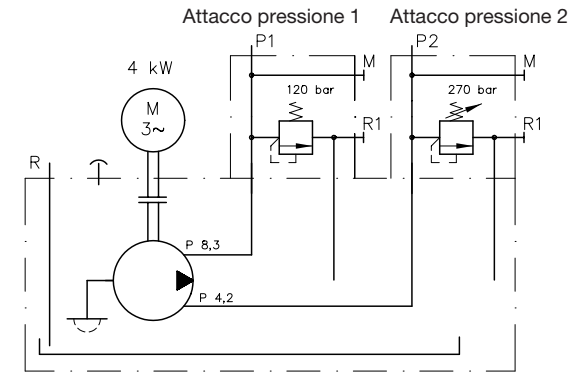 Attacco pressione 1
Attacco pressione 2
P1
P2
M
M
4 kW
120 bar
270 bar
M
3~
R1
R1
R
P 8,3
P 4,2